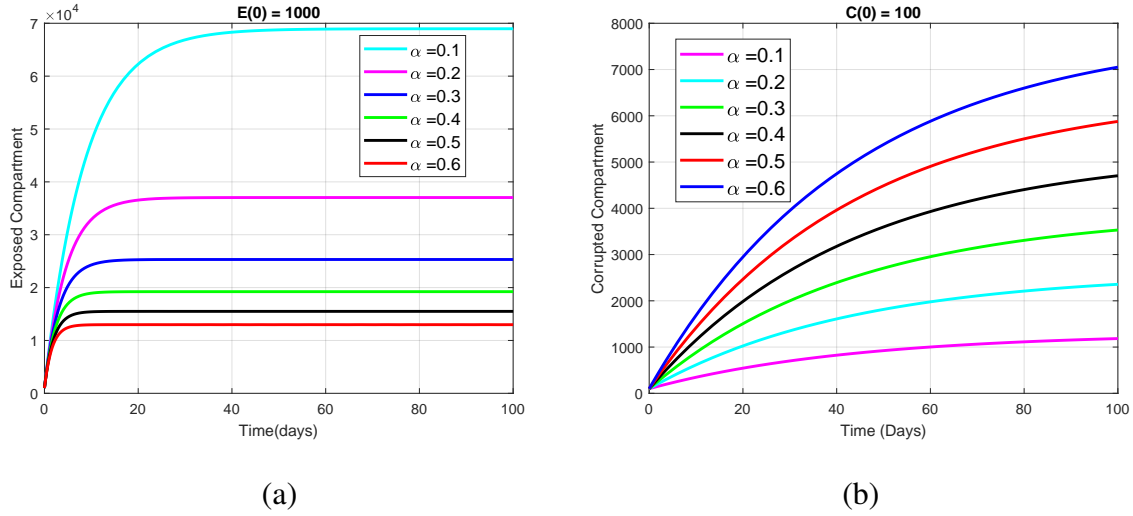 E(0) = 1000
×10⁴
7
6
5
4
3
2
1
0
Exposed Compartment
0 20 40 60 80 100
Time(days)
α =0.1
α =0.2
α =0.3
α =0.4
α =0.5
α =0.6
(a)
C(0) = 100
8000
7000
6000
5000
4000
3000
2000
1000
0
Corrupted Compartment
0 20 40 60 80 100
Time (Days)
α =0.1
α =0.2
α =0.3
α =0.4
α =0.5
α =0.6
(b)